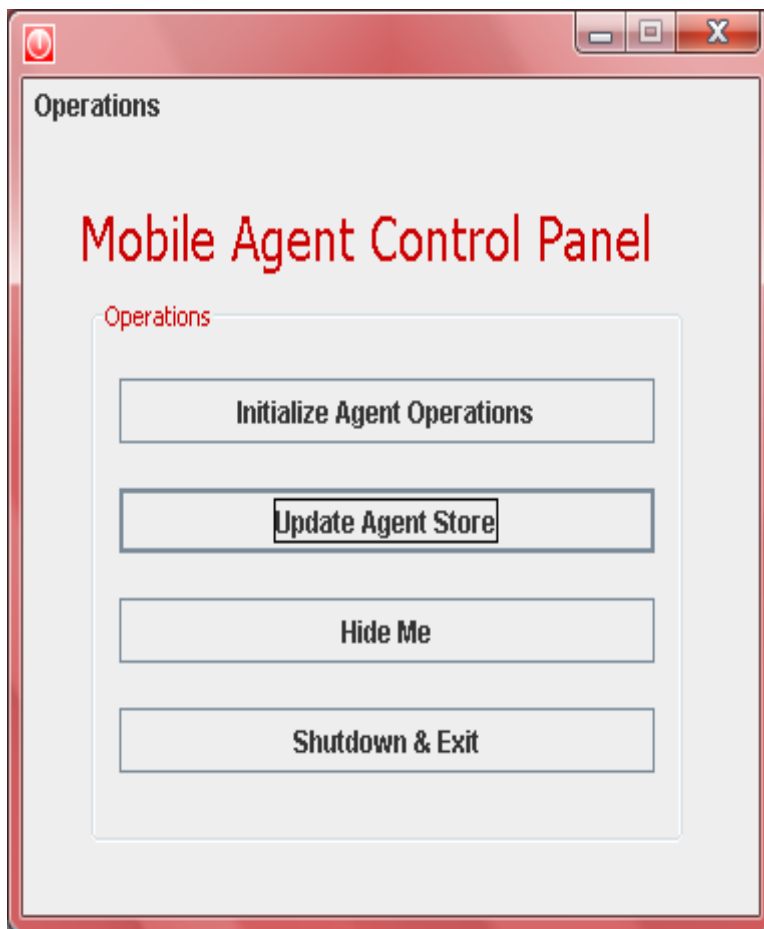 Operations
Mobile Agent Control Panel
Operations
Initialize Agent Operations
Update Agent Store
Hide Me
Shutdown & Exit